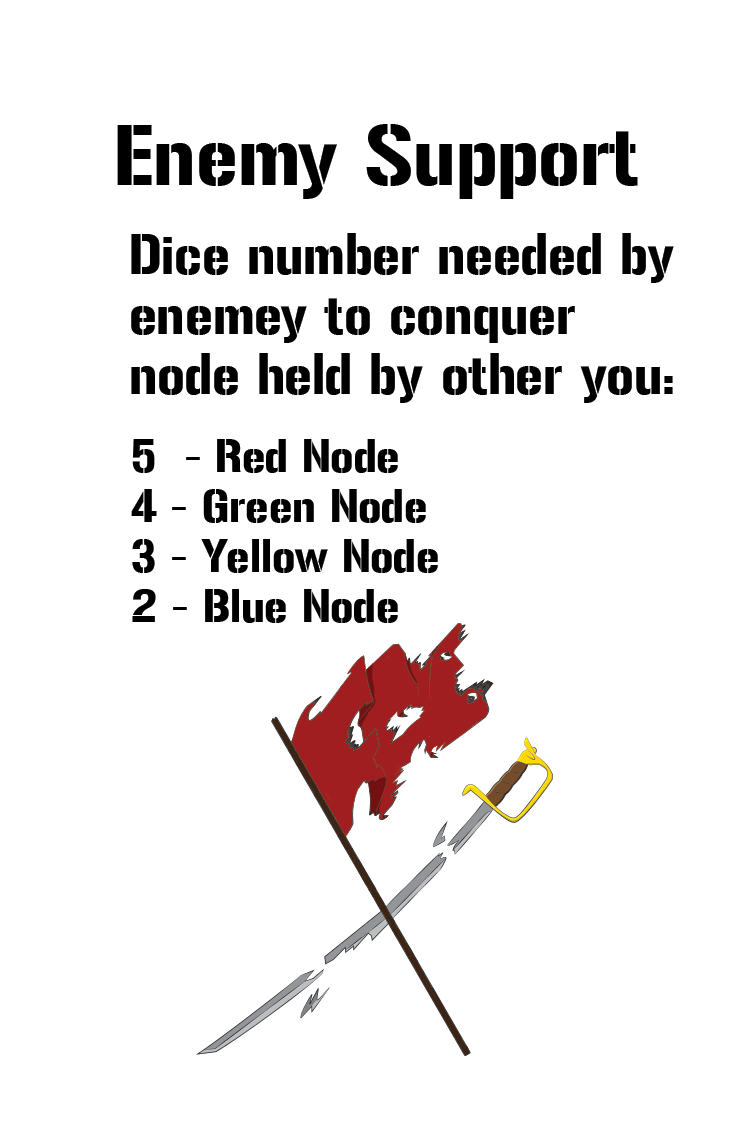 Enemy Support
Dice number needed by
enemey to conquer
node held by other you:
5 - Red Node
4 - Green Node
3 - Yellow Node
2 - Blue Node